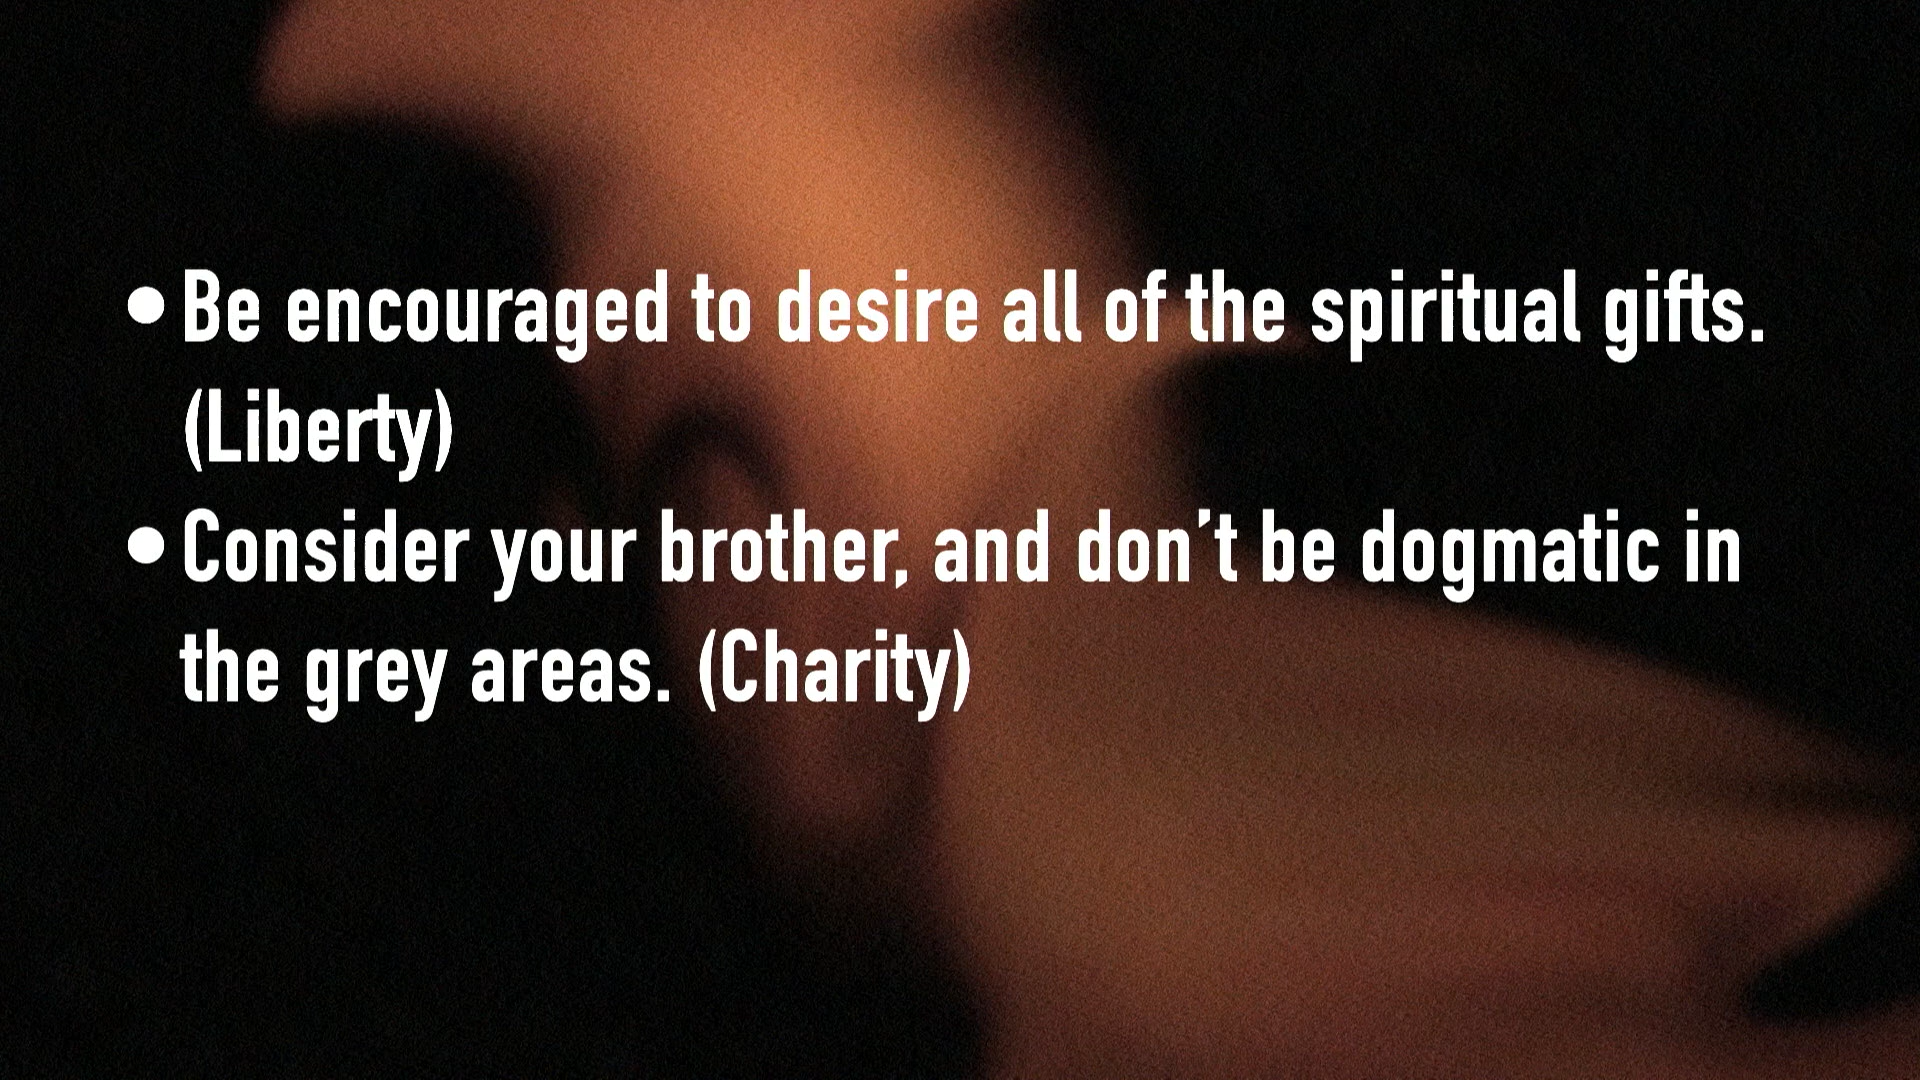 • Be encouraged to desire all of the spiritual gifts.
(Liberty)
• Consider your brother, and don't be dogmatic in
the grey areas. (Charity)